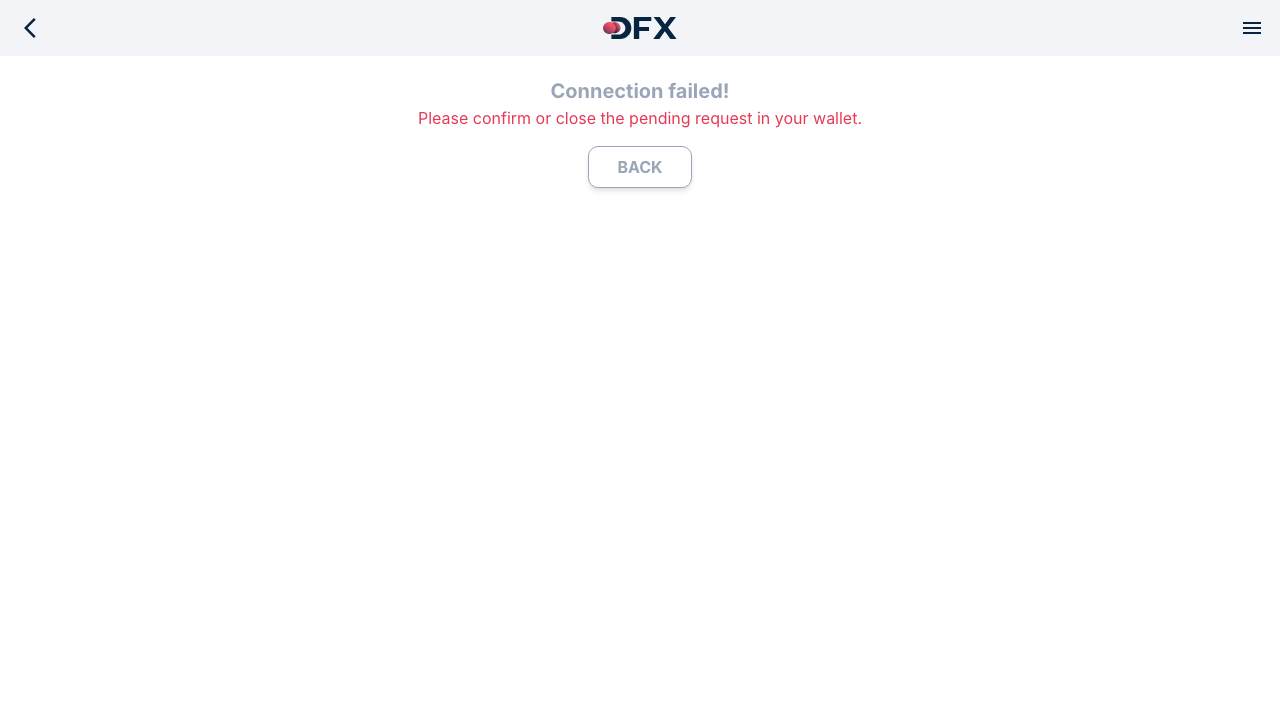 DFX
Connection failed!
Please confirm or close the pending request in your wallet.
BACK